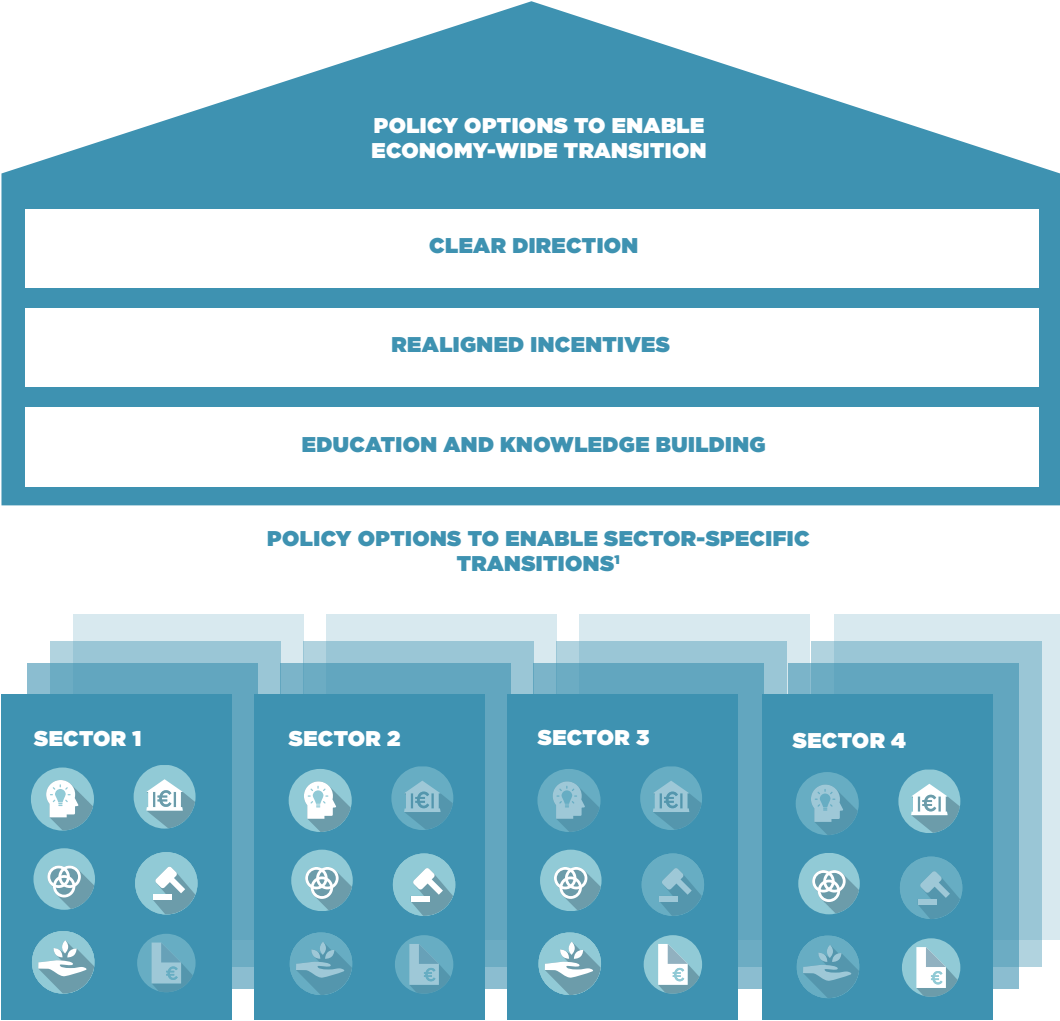 POLICY OPTIONS TO ENABLE
ECONOMY-WIDE TRANSITION
CLEAR DIRECTION
REALIGNED INCENTIVES
EDUCATION AND KNOWLEDGE BUILDING
POLICY OPTIONS TO ENABLE SECTOR-SPECIFIC
TRANSITIONS¹
SECTOR 1
SECTOR 2
SECTOR 3
SECTOR 4
€
€
€
€
€
€
€
€